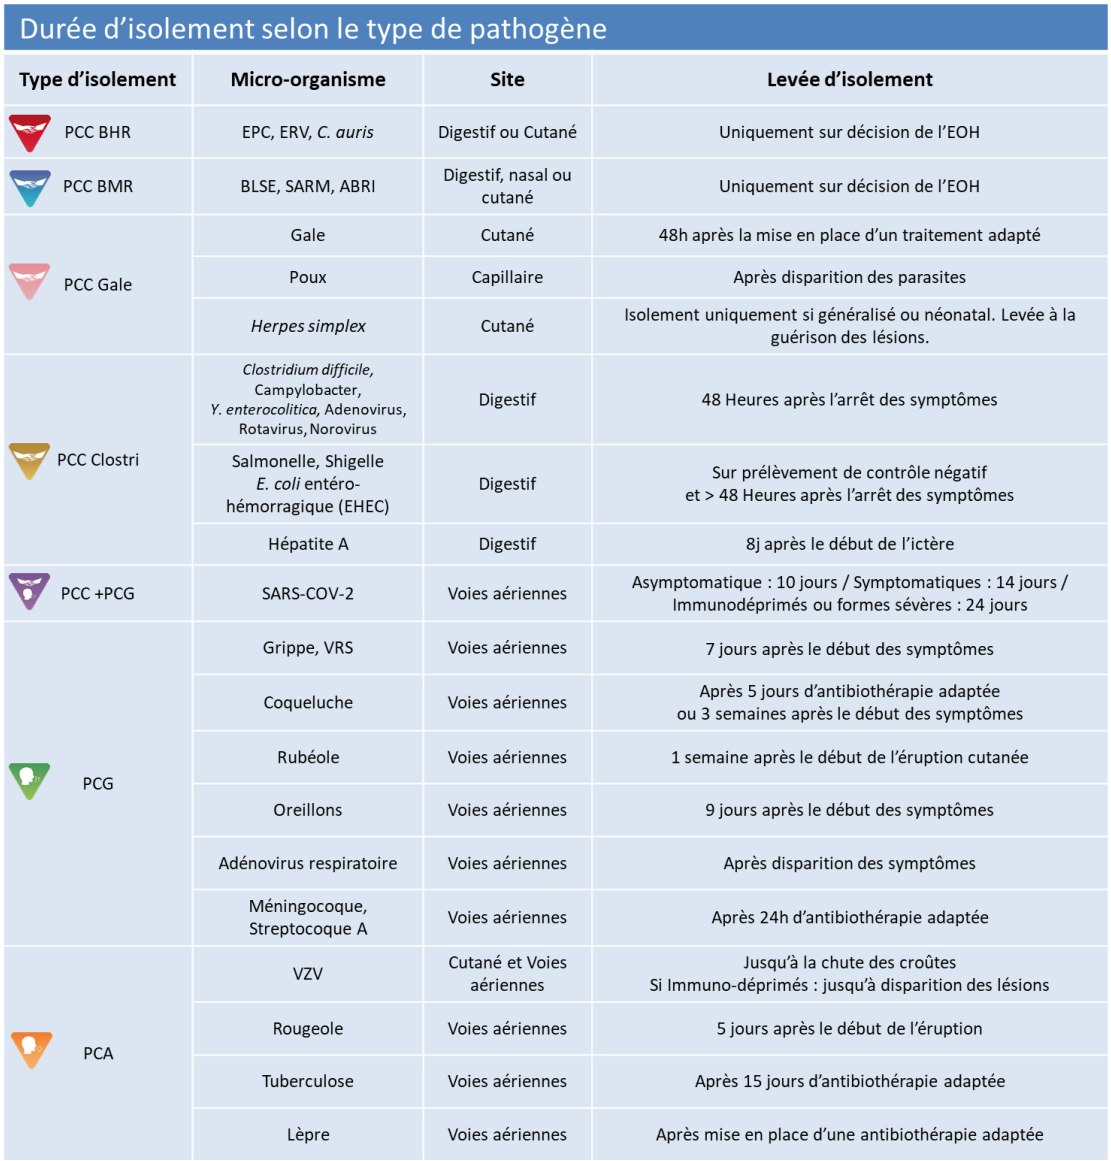 Durée d’isolement selon le type de pathogène
Type d’isolement
Micro-organisme
Site
Levée d’isolement
PCC BHR
EPC, ERV, C. auris
Digestif ou Cutané
Uniquement sur décision de l’EOH
PCC BMR
BLSE, SARM, ABRI
Digestif, nasal ou
cutané
Uniquement sur décision de l’EOH
PCC Gale
Gale
Cutané
48h après la mise en place d’un traitement adapté
Poux
Capillaire
Après disparition des parasites
Herpes simplex
Cutané
Isolement uniquement si généralisé ou néonatal. Levée à la
guérison des lésions.
PCC Clostri
Clostridium difficile,
Campylobacter,
Y. enterocolitica, Adenovirus,
Rotavirus, Norovirus
Digestif
48 Heures après l’arrêt des symptômes
Salmonelle, Shigelle
E. coli entéro-
hémorragique (EHEC)
Digestif
Sur prélèvement de contrôle négatif
et > 48 Heures après l’arrêt des symptômes
Hépatite A
Digestif
8j après le début de l’ictère
PCC +PCG
SARS-COV-2
Voies aériennes
Asymptomatique : 10 jours / Symptomatiques : 14 jours /
Immunodéprimés ou formes sévères : 24 jours
PCG
Grippe, VRS
Voies aériennes
7 jours après le début des symptômes
Coqueluche
Voies aériennes
Après 5 jours d’antibiothérapie adaptée
ou 3 semaines après le début des symptômes
Rubéole
Voies aériennes
1 semaine après le début de l’éruption cutanée
Oreillons
Voies aériennes
9 jours après le début des symptômes
Adénovirus respiratoire
Voies aériennes
Après disparition des symptômes
Méningocoque,
Streptocoque A
Voies aériennes
Après 24h d’antibiothérapie adaptée
PCA
VZV
Cutané et Voies
aériennes
Jusqu’à la chute des croûtes
Si Immuno-déprimés : jusqu’à disparition des lésions
Rougeole
Voies aériennes
5 jours après le début de l’éruption
Tuberculose
Voies aériennes
Après 15 jours d’antibiothérapie adaptée
Lèpre
Voies aériennes
Après mise en place d’une antibiothérapie adaptée